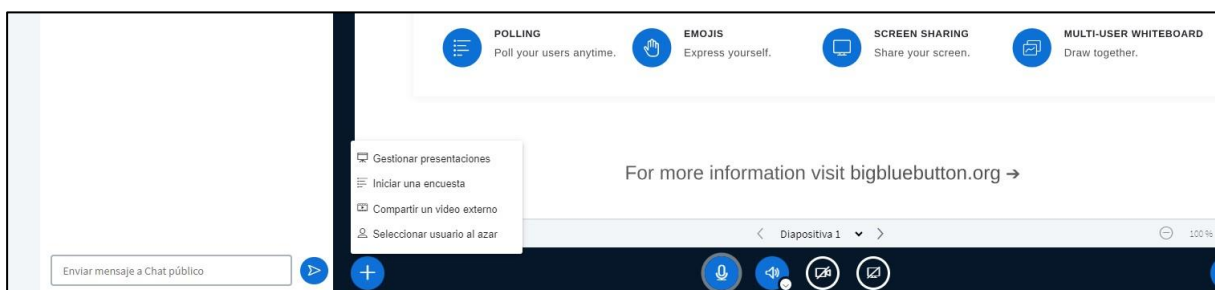 POLLING
Poll your users anytime.
EMOJIS
Express yourself.
SCREEN SHARING
Share your screen.
MULTI-USER WHITEBOARD
Draw together.
Gestionar presentaciones
Iniciar una encuesta
Compartir un video externo
Seleccionar usuario al azar
For more information visit bigbluebutton.org →
Diapositiva 1
100 %
Enviar mensaje a Chat público